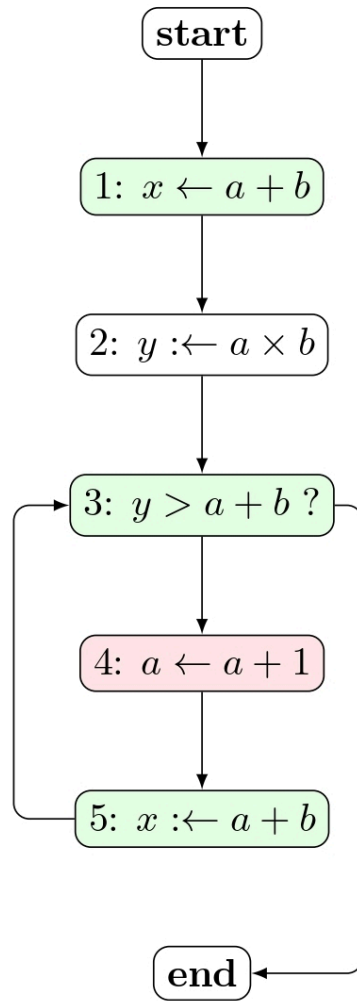 start
1: x ← a + b
2: y :← a × b
3: y > a + b ?
4: a ← a + 1
5: x :← a + b
end